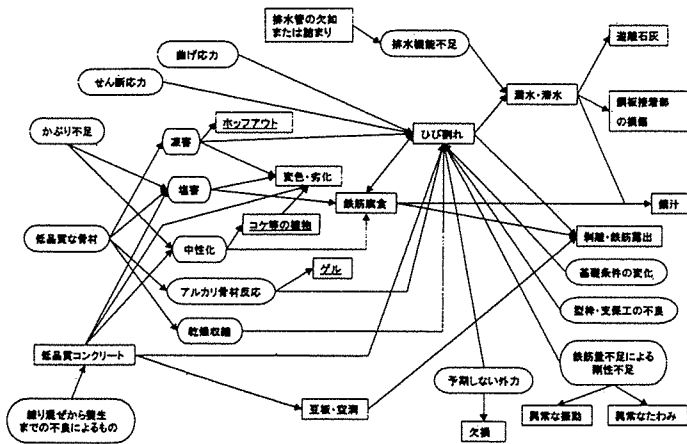 排水管の欠如
または詰まり
排水機能不足
遊離石灰
曲げ応力
せん断応力
漏水・滞水
鋼板接着部
の損傷
かぶり不足
ポップアウト
凍害
ひび割れ
変色・劣化
塩害
鉄筋腐食
錆汁
低品質な骨材
コケ等の植物
中性化
剥離・鉄筋露出
ゲル
基礎条件の変化
アルカリ骨材反応
型枠・支保工の不良
乾燥収縮
低品質コンクリート
鉄筋量不足による
剛性不足
予期しない外力
練り混ぜから養生
までの不良によるもの
豆板・空洞
欠損
異常な振動
異常なたわみ